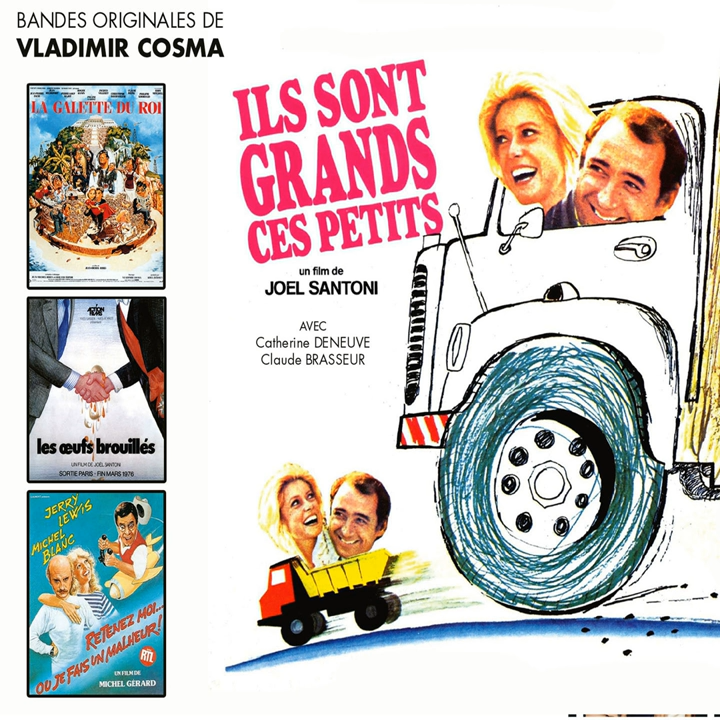 BANDES ORIGINALES DE
VLADIMIR COSMA
LA GALETTE DU ROI
les œufs brouillés
UN FILM DE JOËL SANTONI
SORTIE PARIS - FIN MARS 1976
JERRY
LEWIS
MICHEL
BLANC
RETENEZ MOI...
OU JE FAIS UN MALHEUR!
RTL
UN FILM DE
MICHEL GÉRARD
ILS SONT
GRANDS
CES PETITS
un film de
JOEL SANTONI
AVEC
Catherine DENEUVE
Claude BRASSEUR